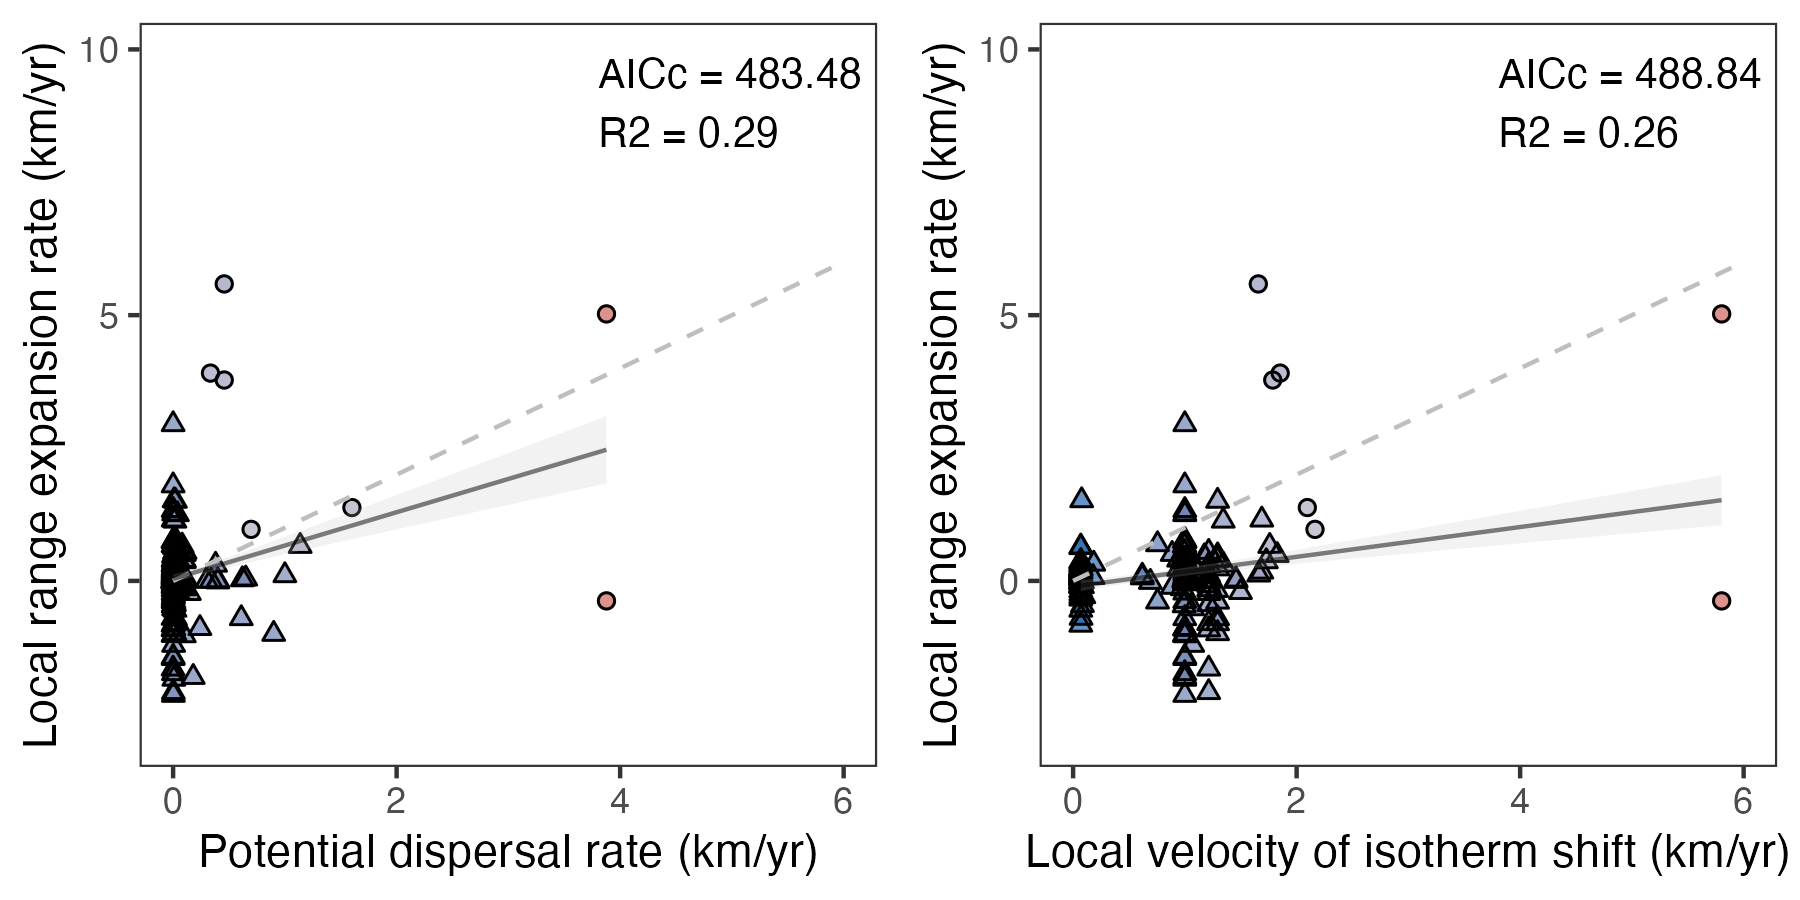 Local range expansion rate (km/yr)
10
5
0
AICc = 483.48
R2 = 0.29
0 2 4 6
Potential dispersal rate (km/yr)
Local range expansion rate (km/yr)
10
5
0
AICc = 488.84
R2 = 0.26
0 2 4 6
Local velocity of isotherm shift (km/yr)